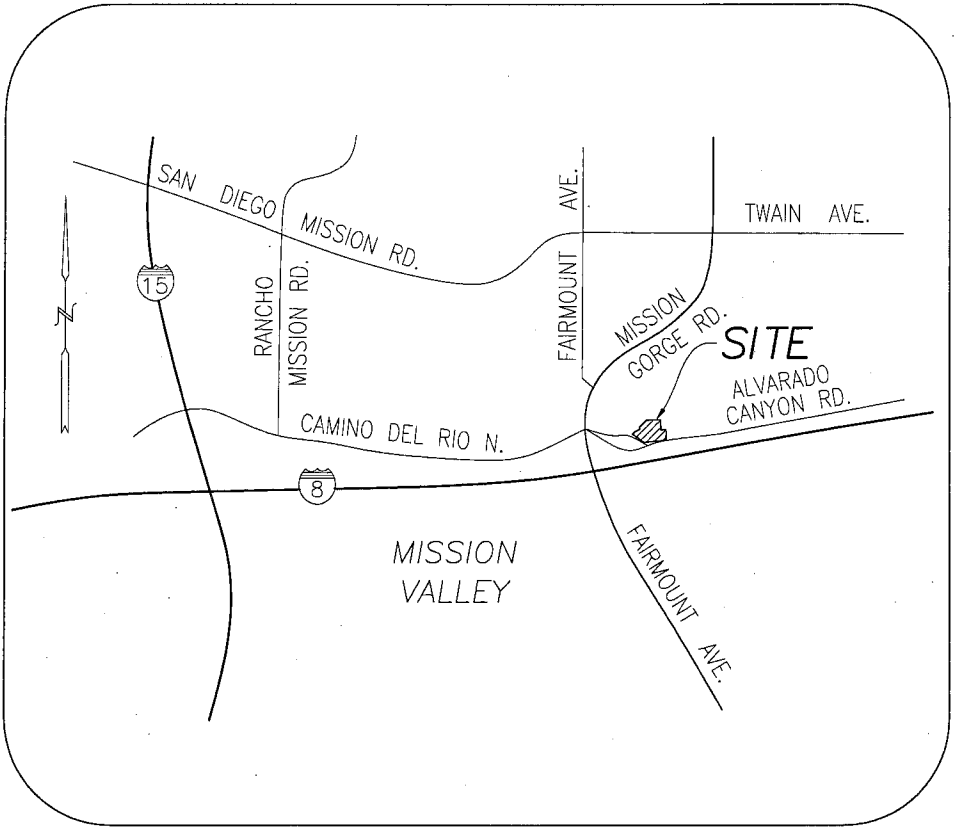 SAN DIEGO MISSION RD.
FAIRMOUNT AVE.
TWAIN AVE.
15
RANCHO
MISSION RD.
MISSION
GORGE RD.
SITE
ALVARADO
CANYON RD.
N
CAMINO DEL RIO N.
8
MISSION
VALLEY
FAIRMOUNT AVE.